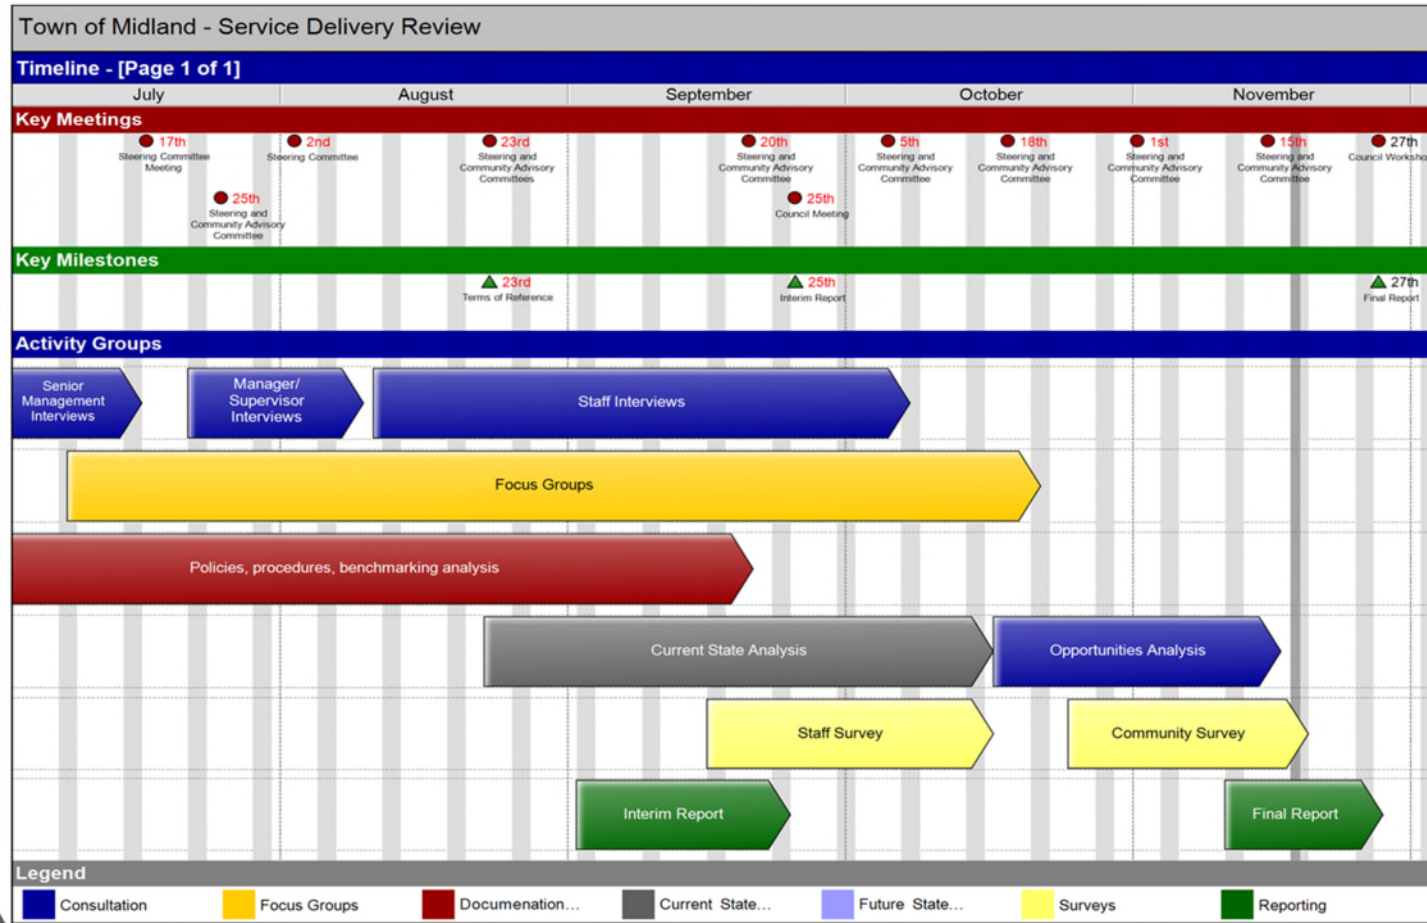 Town of Midland - Service Delivery Review
Timeline - [Page 1 of 1]
July August September October November
Key Meetings
17th
Steering Committee
Meeting
2nd
Steering Committee
23rd
Steering and
Community Advisory
Committees
20th
Steering and
Community Advisory
Committee
5th
Steering and
Community Advisory
Committee
18th
Steering and
Community Advisory
Committee
1st
Steering and
Community Advisory
Committee
15th
Steering and
Community Advisory
Committee
27th
Council Worksho
25th
Steering and
Community Advisory
Committee
25th
Council Meeting
Key Milestones
23rd
Terms of Reference
25th
Interim Report
27th
Final Report
Activity Groups
Senior
Management
Interviews
Manager/
Supervisor
Interviews
Staff Interviews
Focus Groups
Policies, procedures, benchmarking analysis
Current State Analysis
Opportunities Analysis
Staff Survey
Community Survey
Interim Report
Final Report
Legend
Consultation
Focus Groups
Documenation...
Current State...
Future State...
Surveys
Reporting